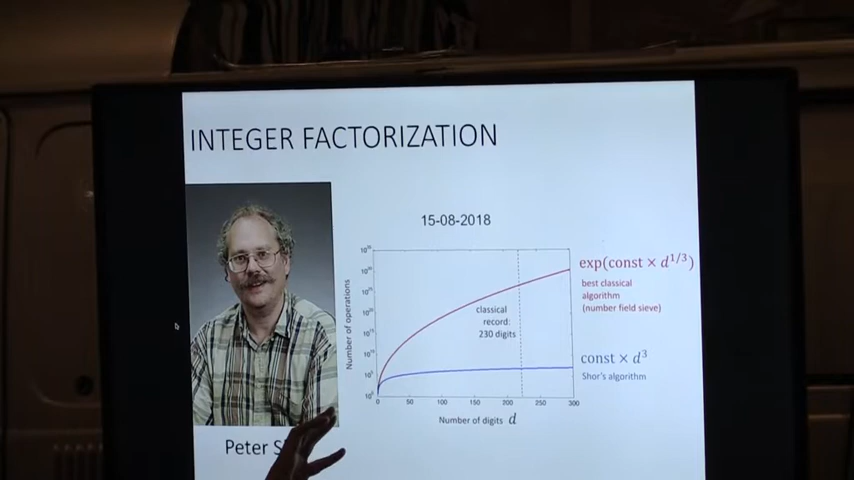 INTEGER FACTORIZATION
15-08-2018
Number of operations
classical
record:
230 digits
0 50 100 150 200 250 300
Number of digits d
exp(const × d^1/3)
best classical
algorithm
(number field sieve)
const × d^3
Shor's algorithm
Peter S